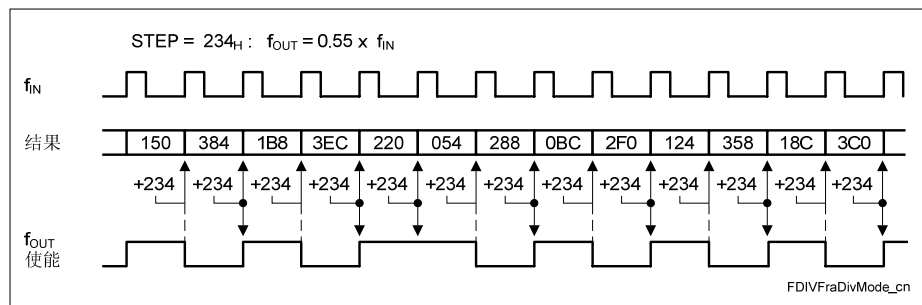 STEP = 234H : fOUT = 0.55 x fIN
fIN
结果 150 384 1B8 3EC 220 054 288 0BC 2F0 124 358 18C 3C0
+234 +234 +234 +234 +234 +234 +234 +234 +234 +234 +234 +234 +234
fOUT
使能
FDIVFraDivMode_cn